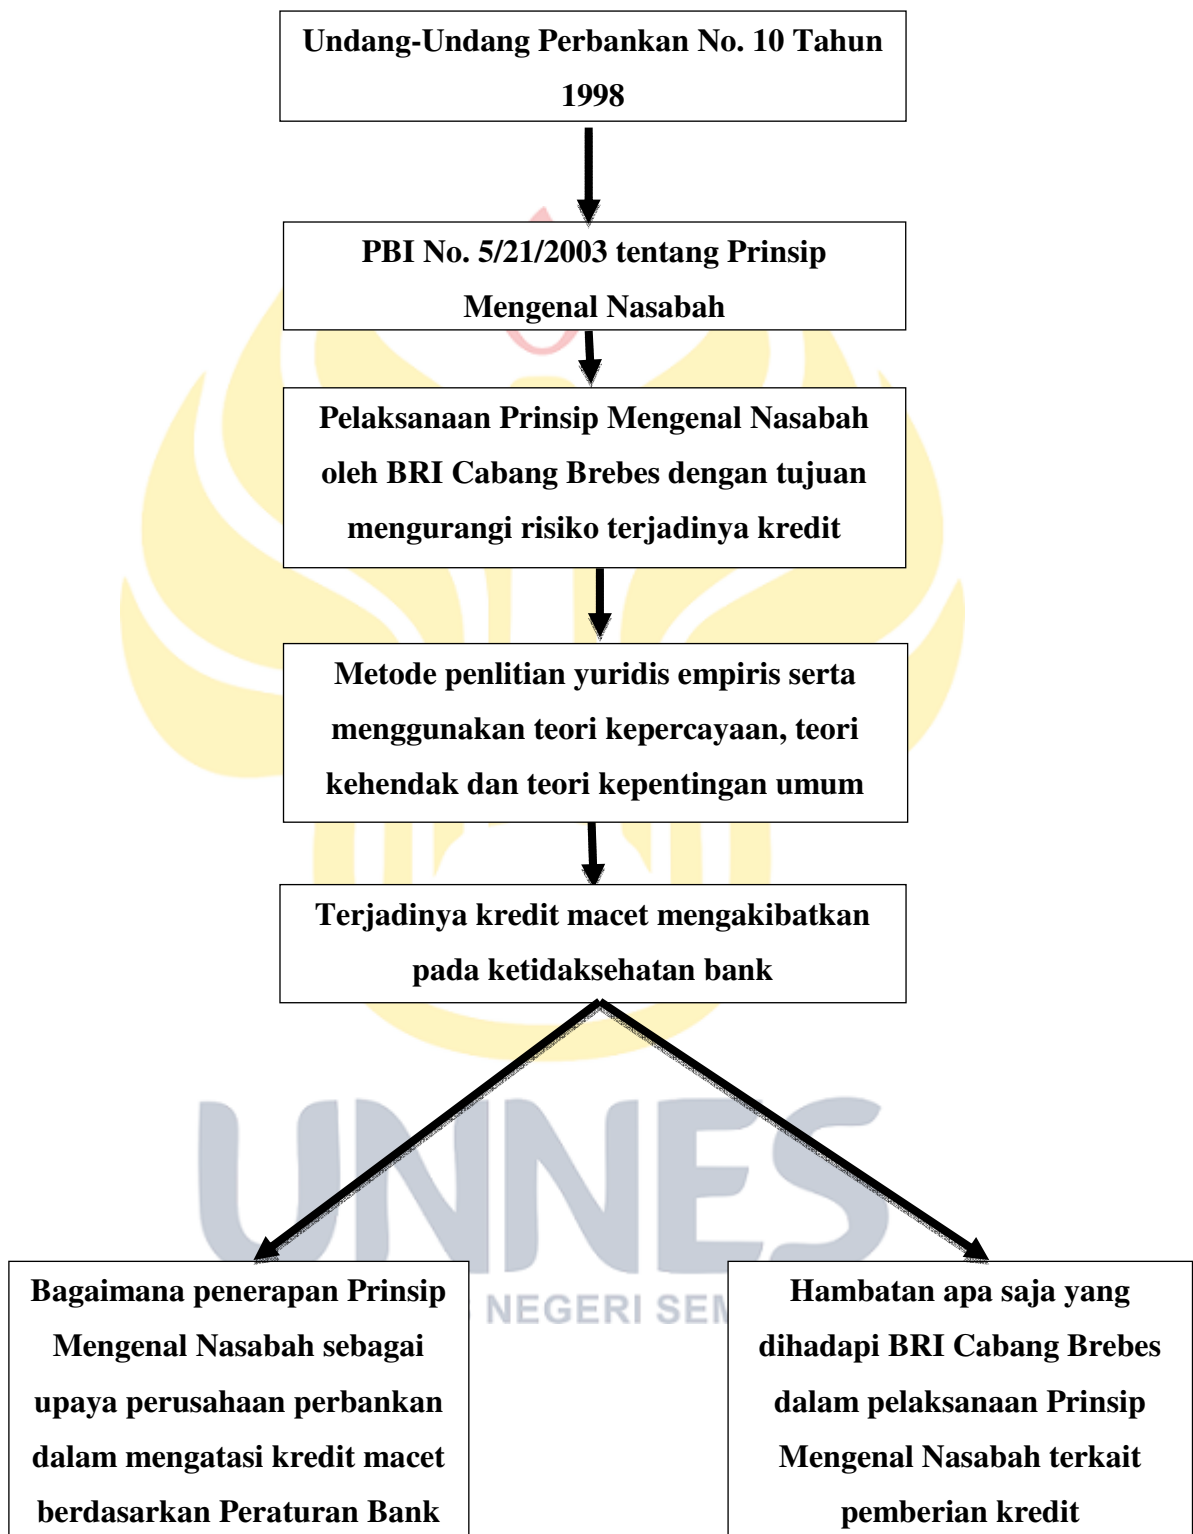 Undang-Undang Perbankan No. 10 Tahun
1998
PBI No. 5/21/2003 tentang Prinsip
Mengenal Nasabah
Pelaksanaan Prinsip Mengenal Nasabah
oleh BRI Cabang Brebes dengan tujuan
mengurangi risiko terjadinya kredit
Metode penlitian yuridis empiris serta
menggunakan teori kepercayaan, teori
kehendak dan teori kepentingan umum
Terjadinya kredit macet mengakibatkan
pada ketidaksehatan bank
UNNES
S NEGERI SEM
Bagaimana penerapan Prinsip
Mengenal Nasabah sebagai
upaya perusahaan perbankan
dalam mengatasi kredit macet
berdasarkan Peraturan Bank
Hambatan apa saja yang
dihadapi BRI Cabang Brebes
dalam pelaksanaan Prinsip
Mengenal Nasabah terkait
pemberian kredit